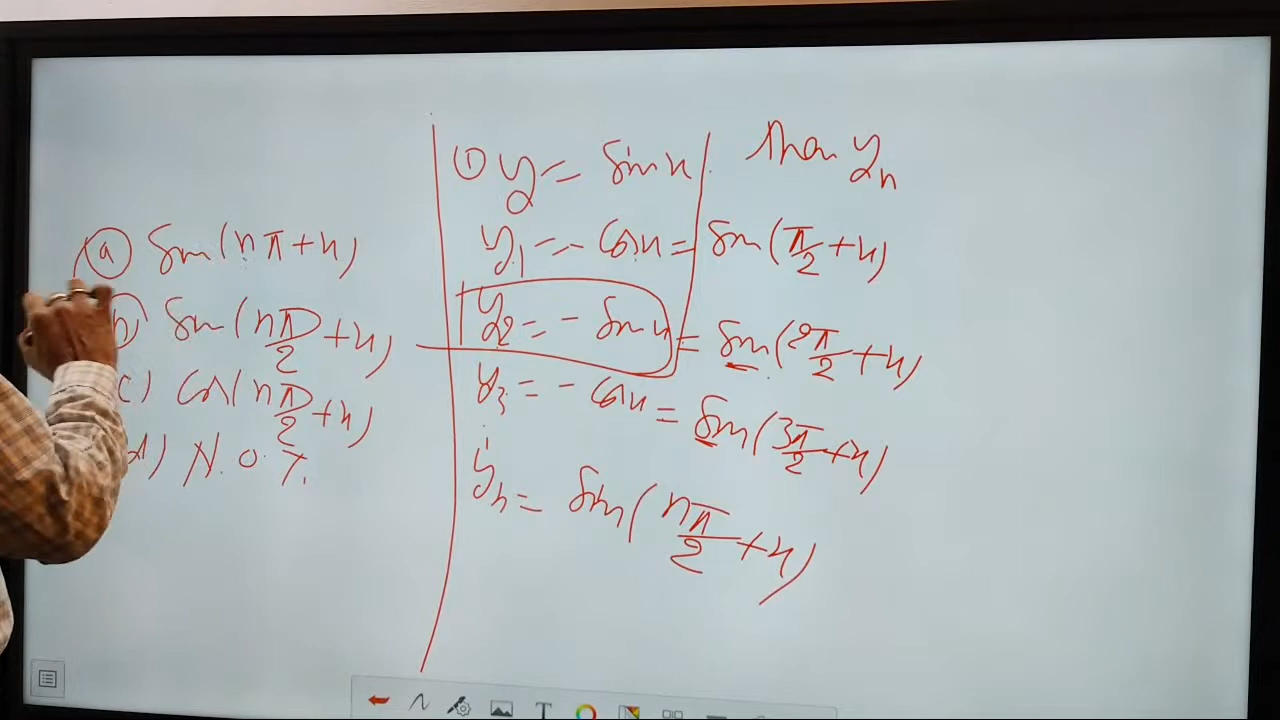 ① y = sin x then yₙ
y₁ = - cos x = sin(π/2 + x)
y₂ = - sin x = sin(2π/2 + x)
y₃ = - cos x = sin(3π/2 + x)
yₙ = sin(nπ/2 + x)
ⓐ sin(nπ + x)
b) sin(nπ/2 + x)
c) cos(nπ/2 + x)
d) N.O.T.
T